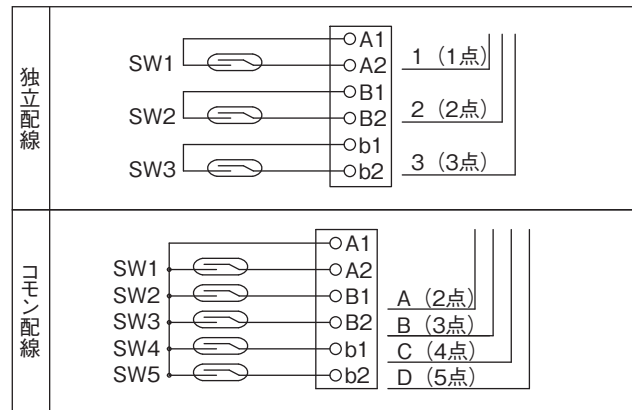 独立配線
SW1
A1
A2
1（1点）
SW2
B1
B2
2（2点）
SW3
b1
b2
3（3点）
コモン配線
A1
SW1
A2
SW2
B1
A（2点）
SW3
B2
B（3点）
SW4
b1
C（4点）
SW5
b2
D（5点）